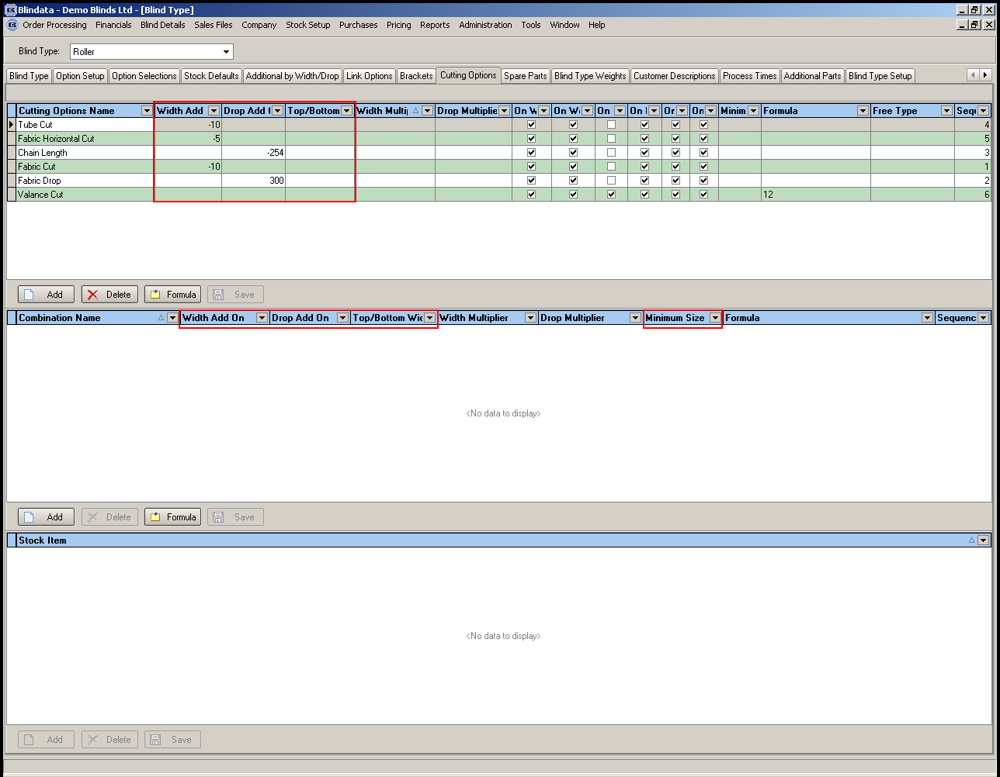 Blindata - Demo Blinds Ltd - [Blind Type]
Order Processing Financials Blind Details Sales Files Company Stock Setup Purchases Pricing Reports Administration Tools Window Help
Blind Type: Roller
Blind Type Option Setup Option Selections Stock Defaults Additional by Width/Drop Link Options Brackets Cutting Options Spare Parts Blind Type Weights Customer Descriptions Process Times Additional Parts Blind Type Setup
Cutting Options Name Width Add Drop Add Top/Bottom Width Multip Drop Multiplie On W On W On On On On Minim Formula Free Type Sequ
Tube Cut -10 4
Fabric Horizontal Cut -5 5
Chain Length -254 3
Fabric Cut -10 1
Fabric Drop 300 2
Valance Cut 12 6
Add Delete Formula Save
Combination Name Width Add On Drop Add On Top/Bottom Wid Width Multiplier Drop Multiplier Minimum Size Formula Sequenc
<No data to display>
Add Delete Formula Save
Stock Item
<No data to display>
Add Delete Save